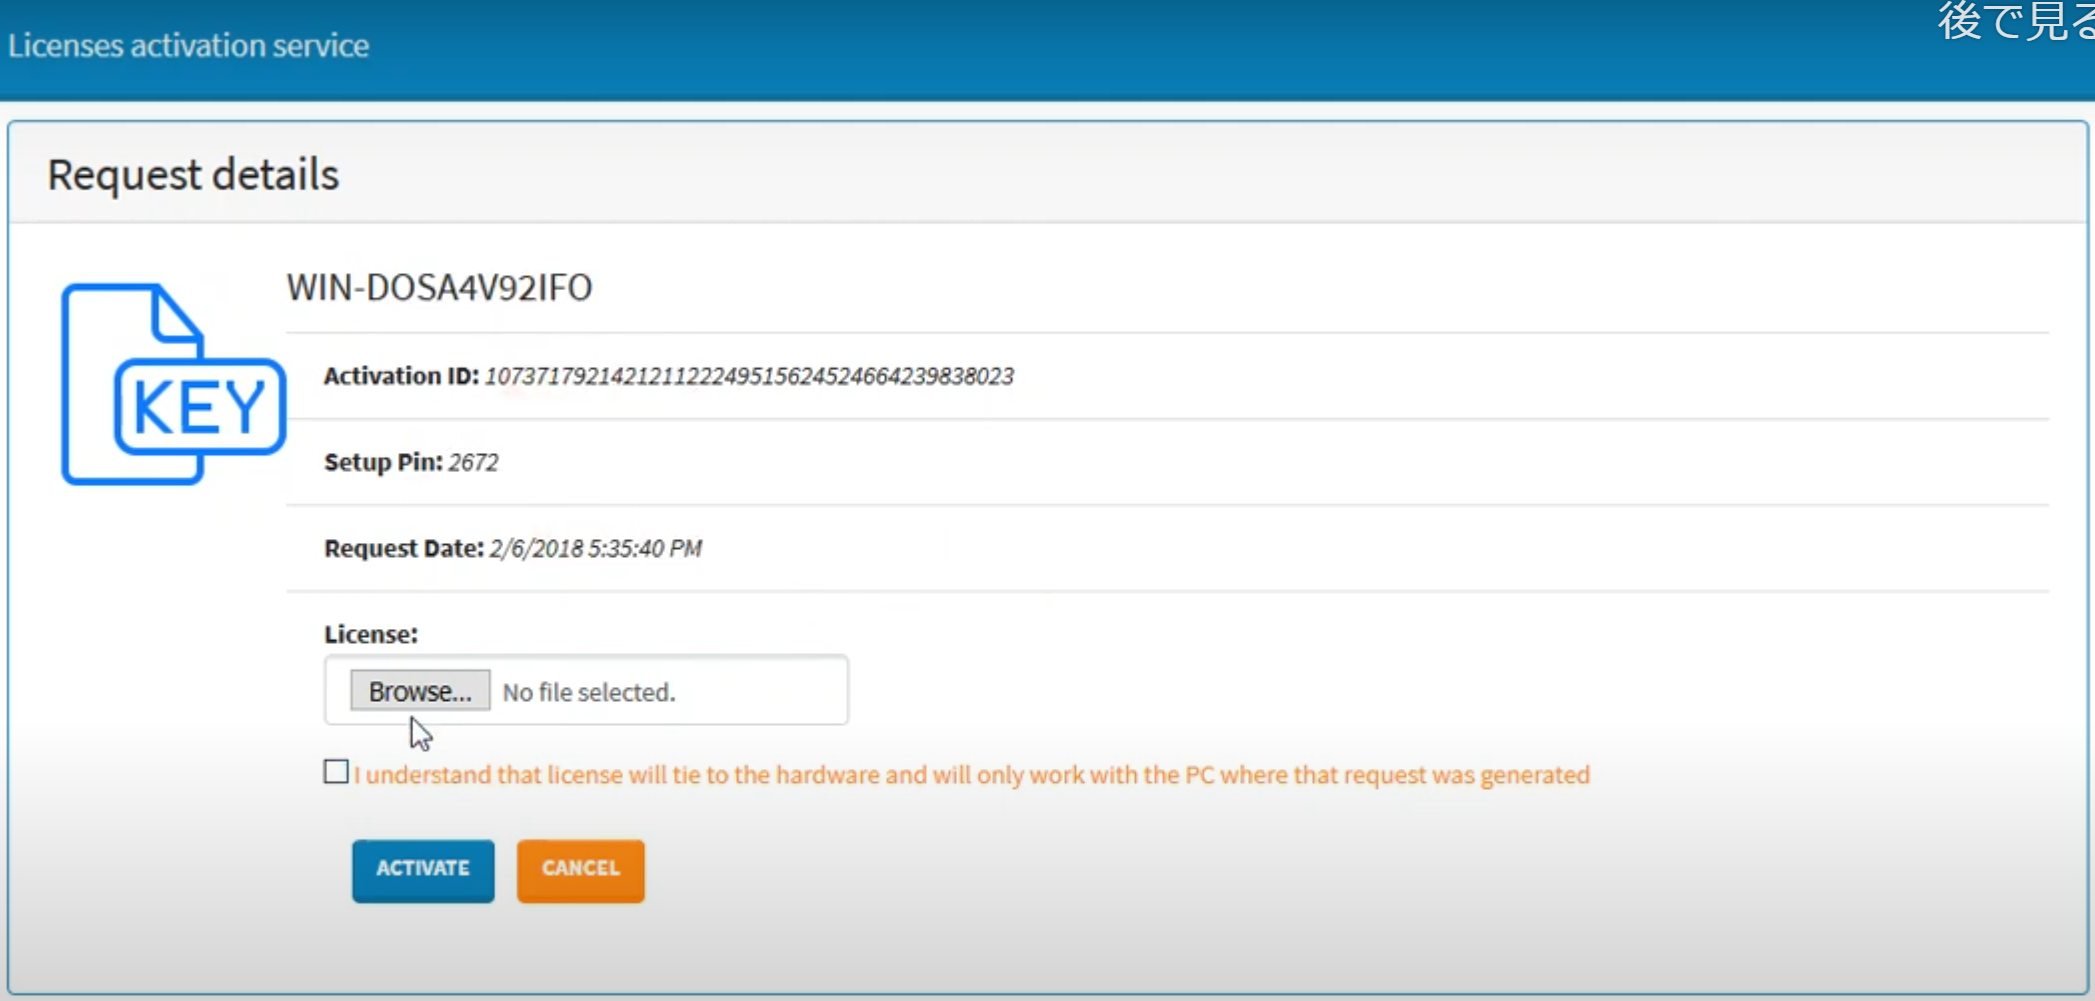 後で見る
Licenses activation service
Request details
KEY
WIN-DOSA4V92IFO
Activation ID: 107371792142121122249515624524664239838023
Setup Pin: 2672
Request Date: 2/6/2018 5:35:40 PM
License:
Browse... No file selected.
I understand that license will tie to the hardware and will only work with the PC where that request was generated
ACTIVATE CANCEL